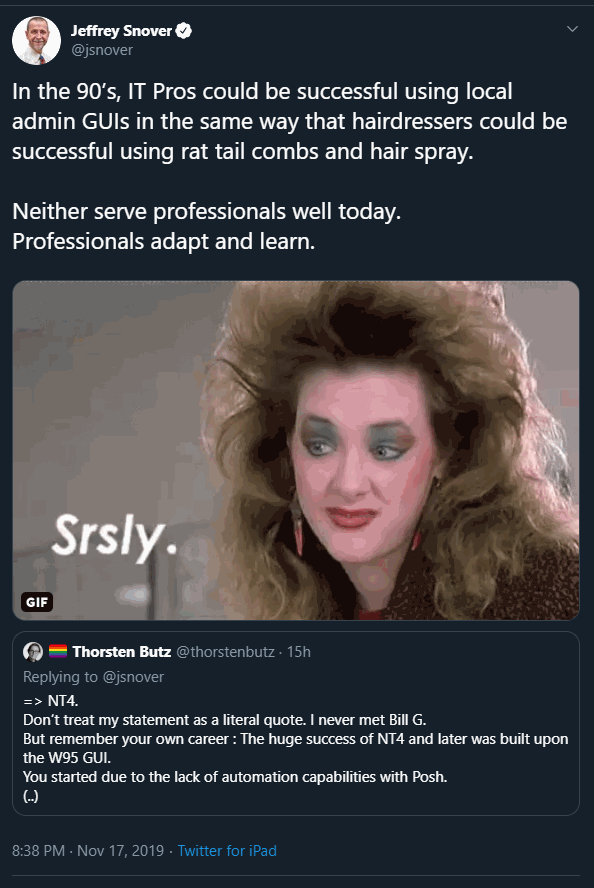 Jeffrey Snover
@jsnover
In the 90’s, IT Pros could be successful using local
admin GUIs in the same way that hairdressers could be
successful using rat tail combs and hair spray.
Neither serve professionals well today.
Professionals adapt and learn.
Srsly.
GIF
Thorsten Butz @thorstenbutz · 15h
Replying to @jsnover
=> NT4.
Don’t treat my statement as a literal quote. I never met Bill G.
But remember your own career : The huge success of NT4 and later was built upon
the W95 GUI.
You started due to the lack of automation capabilities with Posh.
(..)
8:38 PM · Nov 17, 2019 · Twitter for iPad